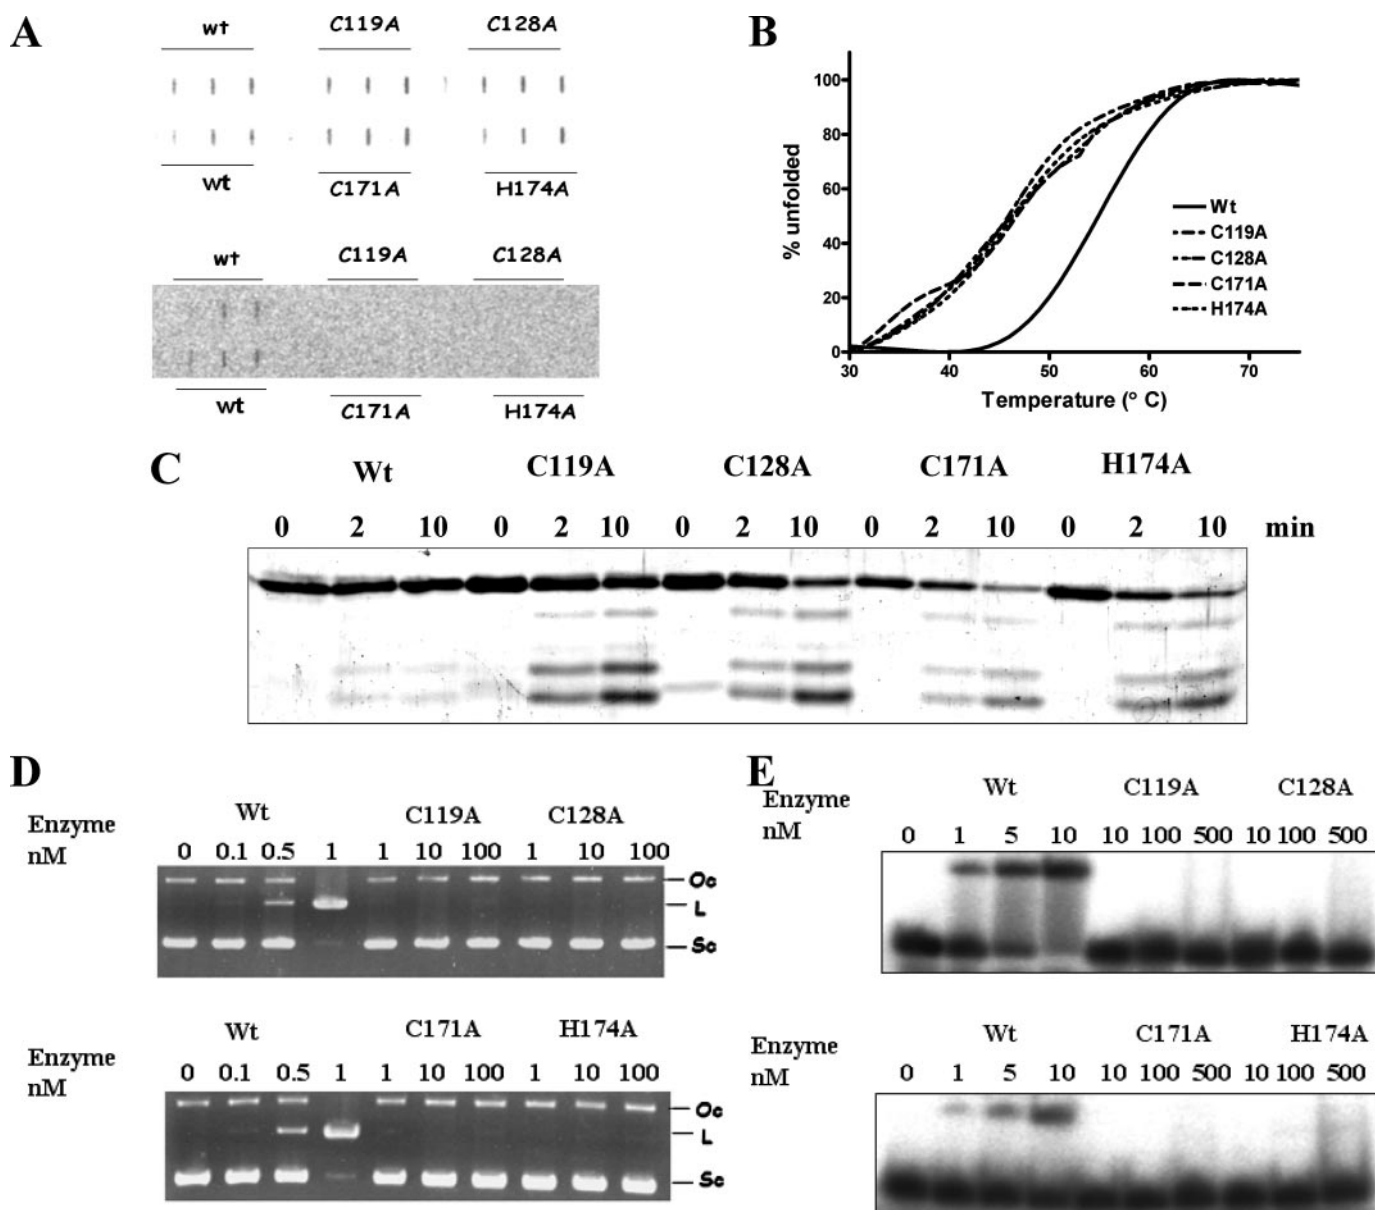 A
wt C119A C128A
wt C171A H174A
wt C119A C128A
wt C171A H174A
B
% unfolded
100
80
60
40
20
0
30 40 50 60 70
Temperature (° C)
Wt
C119A
C128A
C171A
H174A
C
Wt C119A C128A C171A H174A
0 2 10 0 2 10 0 2 10 0 2 10 0 2 10 min
D
Wt C119A C128A
Enzyme
nM
0 0.1 0.5 1 1 10 100 1 10 100
Oc
L
Sc
Wt C171A H174A
Enzyme
nM
0 0.1 0.5 1 1 10 100 1 10 100
Oc
L
Sc
E
Wt C119A C128A
Enzyme
nM
0 1 5 10 10 100 500 10 100 500
Wt C171A H174A
Enzyme
nM
0 1 5 10 10 100 500 10 100 500